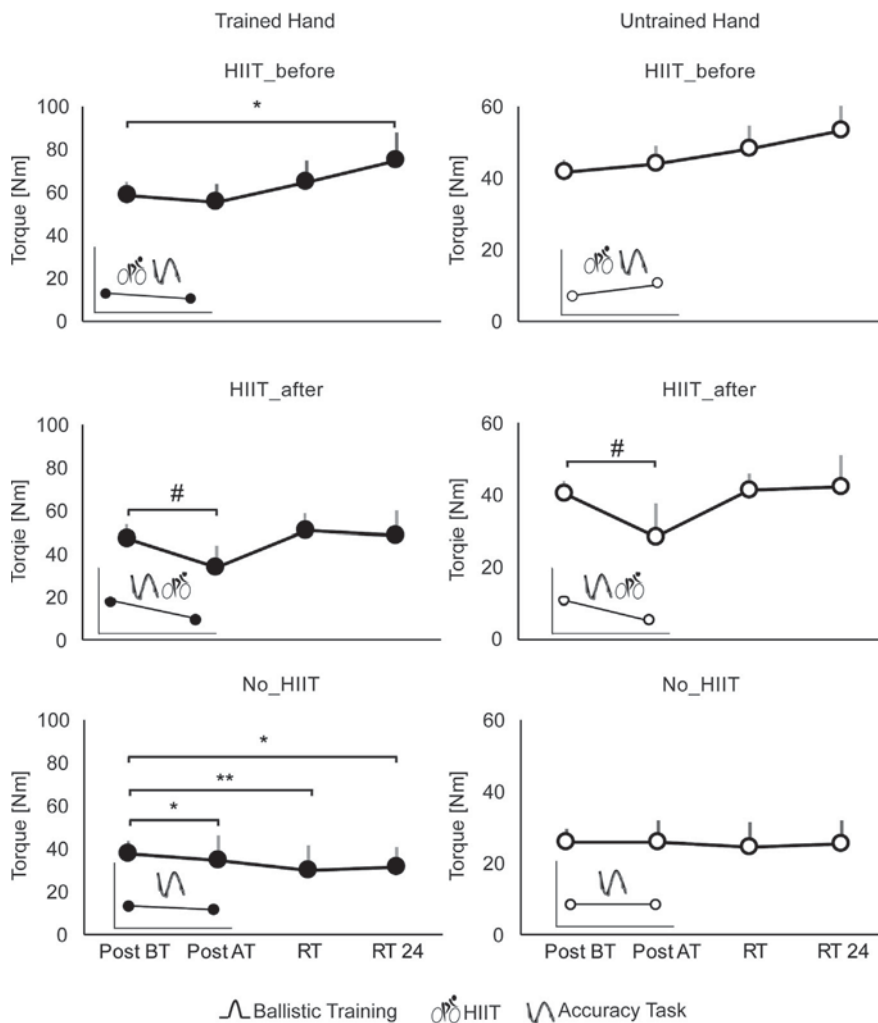 Trained Hand
Untrained Hand
HIIT_before
HIIT_before
Torque [Nm]
100
80
60
40
20
0
*
Torque [Nm]
60
40
20
0
HIIT_after
HIIT_after
Torqie [Nm]
100
80
60
40
20
0
#
Torque [Nm]
60
40
20
0
#
No_HIIT
No_HIIT
Torque [Nm]
100
80
60
40
20
0
*
**
*
Torque [Nm]
60
40
20
0
Post BT Post AT RT RT 24
Post BT Post AT RT RT 24
Ballistic Training HIIT Accuracy Task